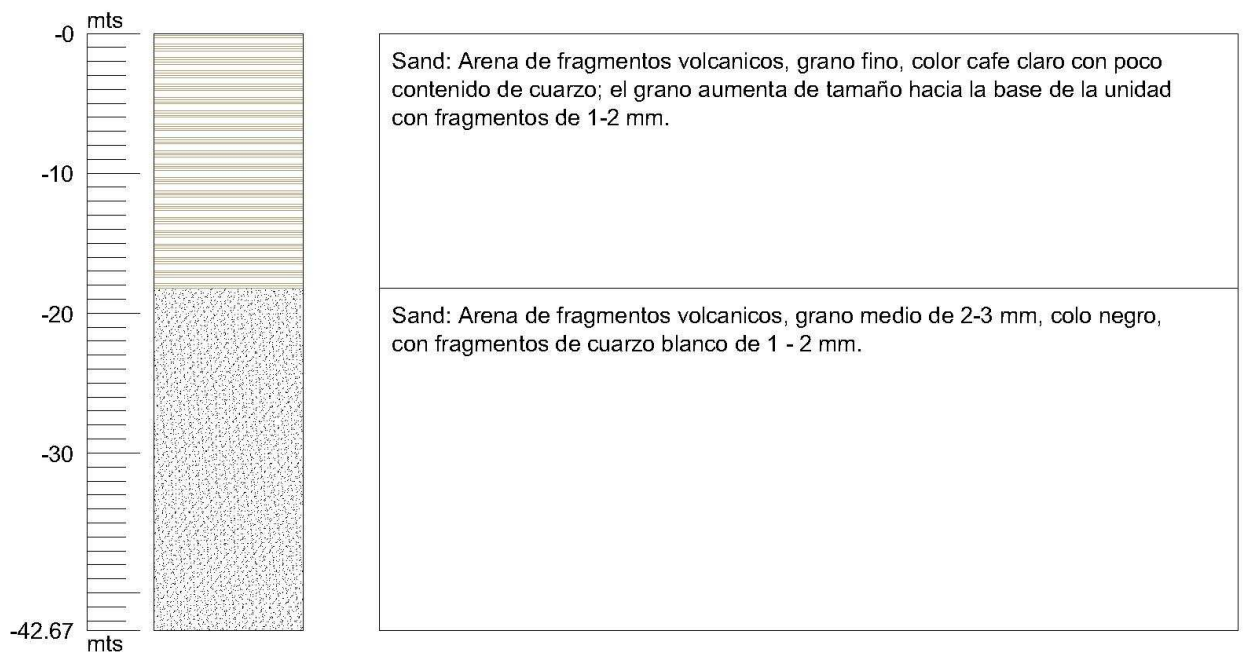 mts
-0
Sand: Arena de fragmentos volcanicos, grano fino, color cafe claro con poco
contenido de cuarzo; el grano aumenta de tamaño hacia la base de la unidad
con fragmentos de 1-2 mm.
-10
-20
Sand: Arena de fragmentos volcanicos, grano medio de 2-3 mm, colo negro,
con fragmentos de cuarzo blanco de 1 - 2 mm.
-30
-42.67
mts